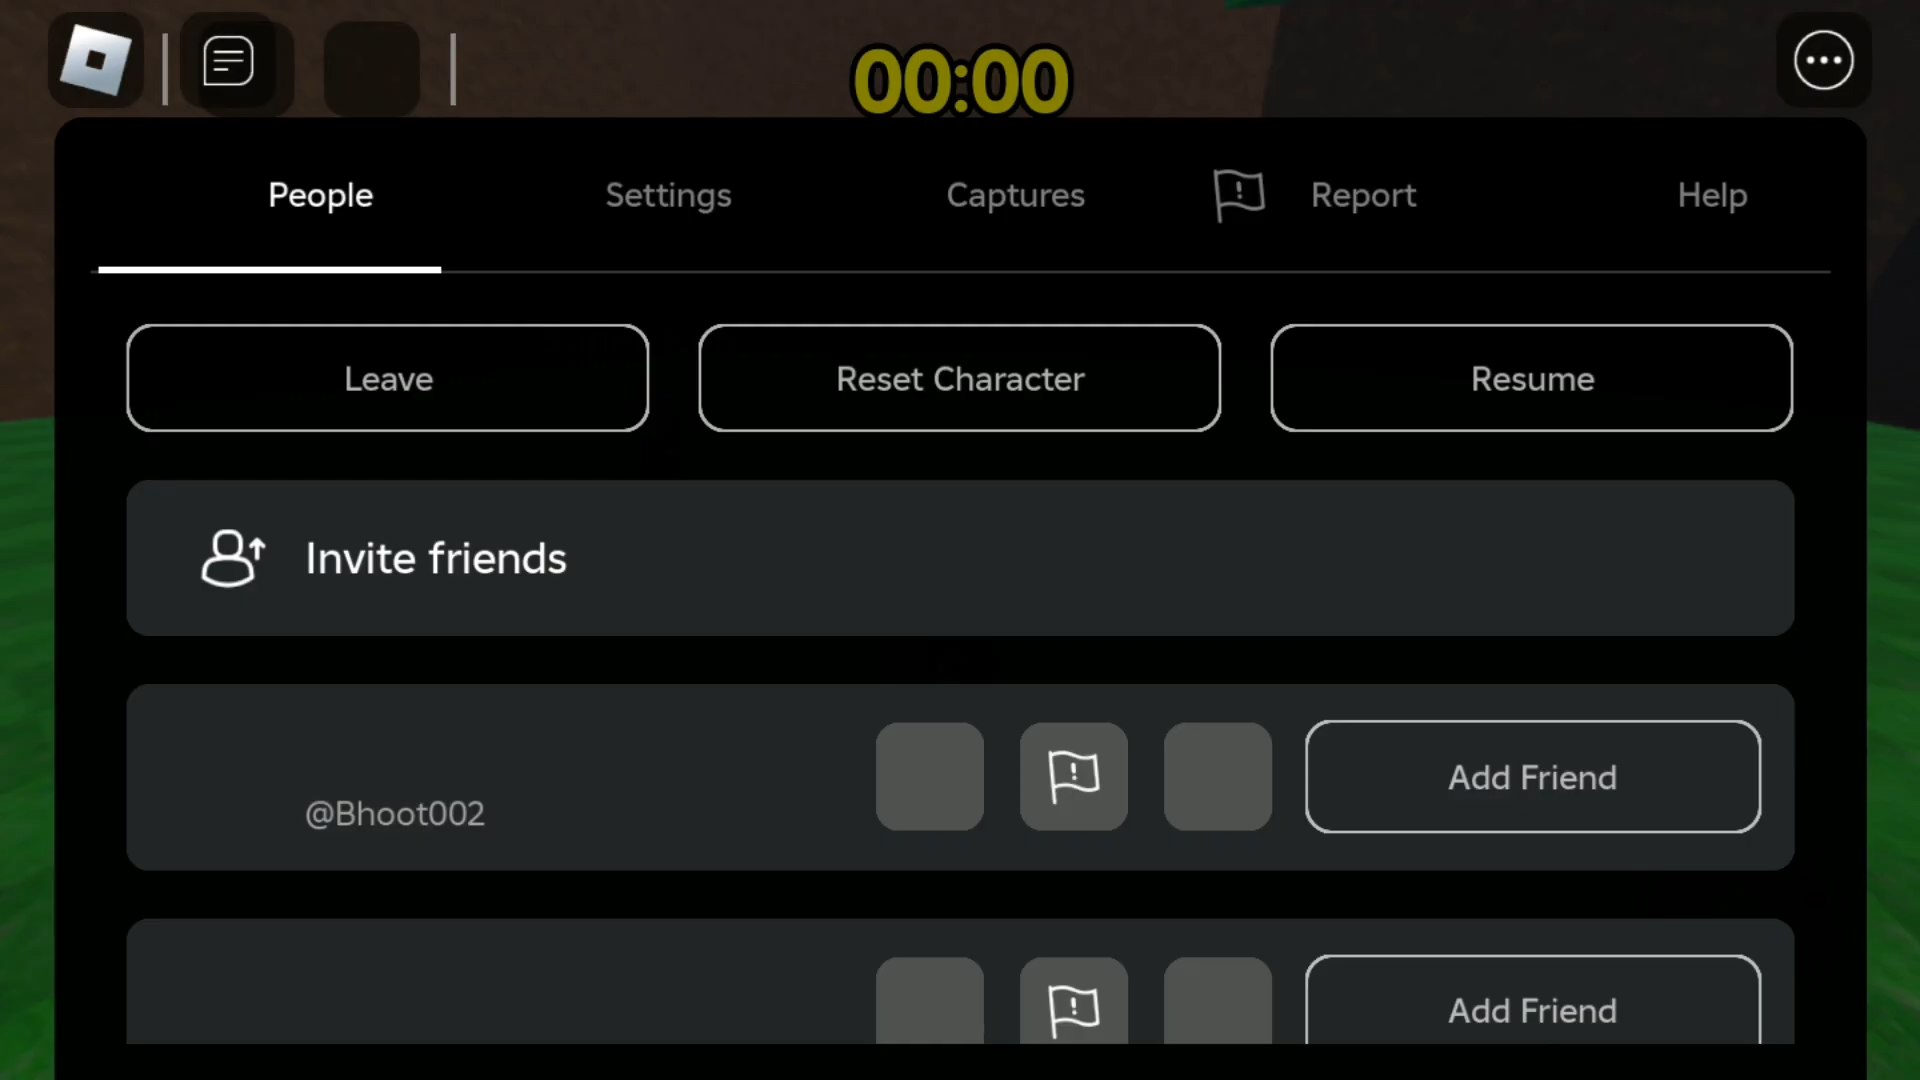 00:00
People
Settings
Captures
Report
Help
Leave
Reset Character
Resume
Invite friends
@Bhoot002
Add Friend
Add Friend